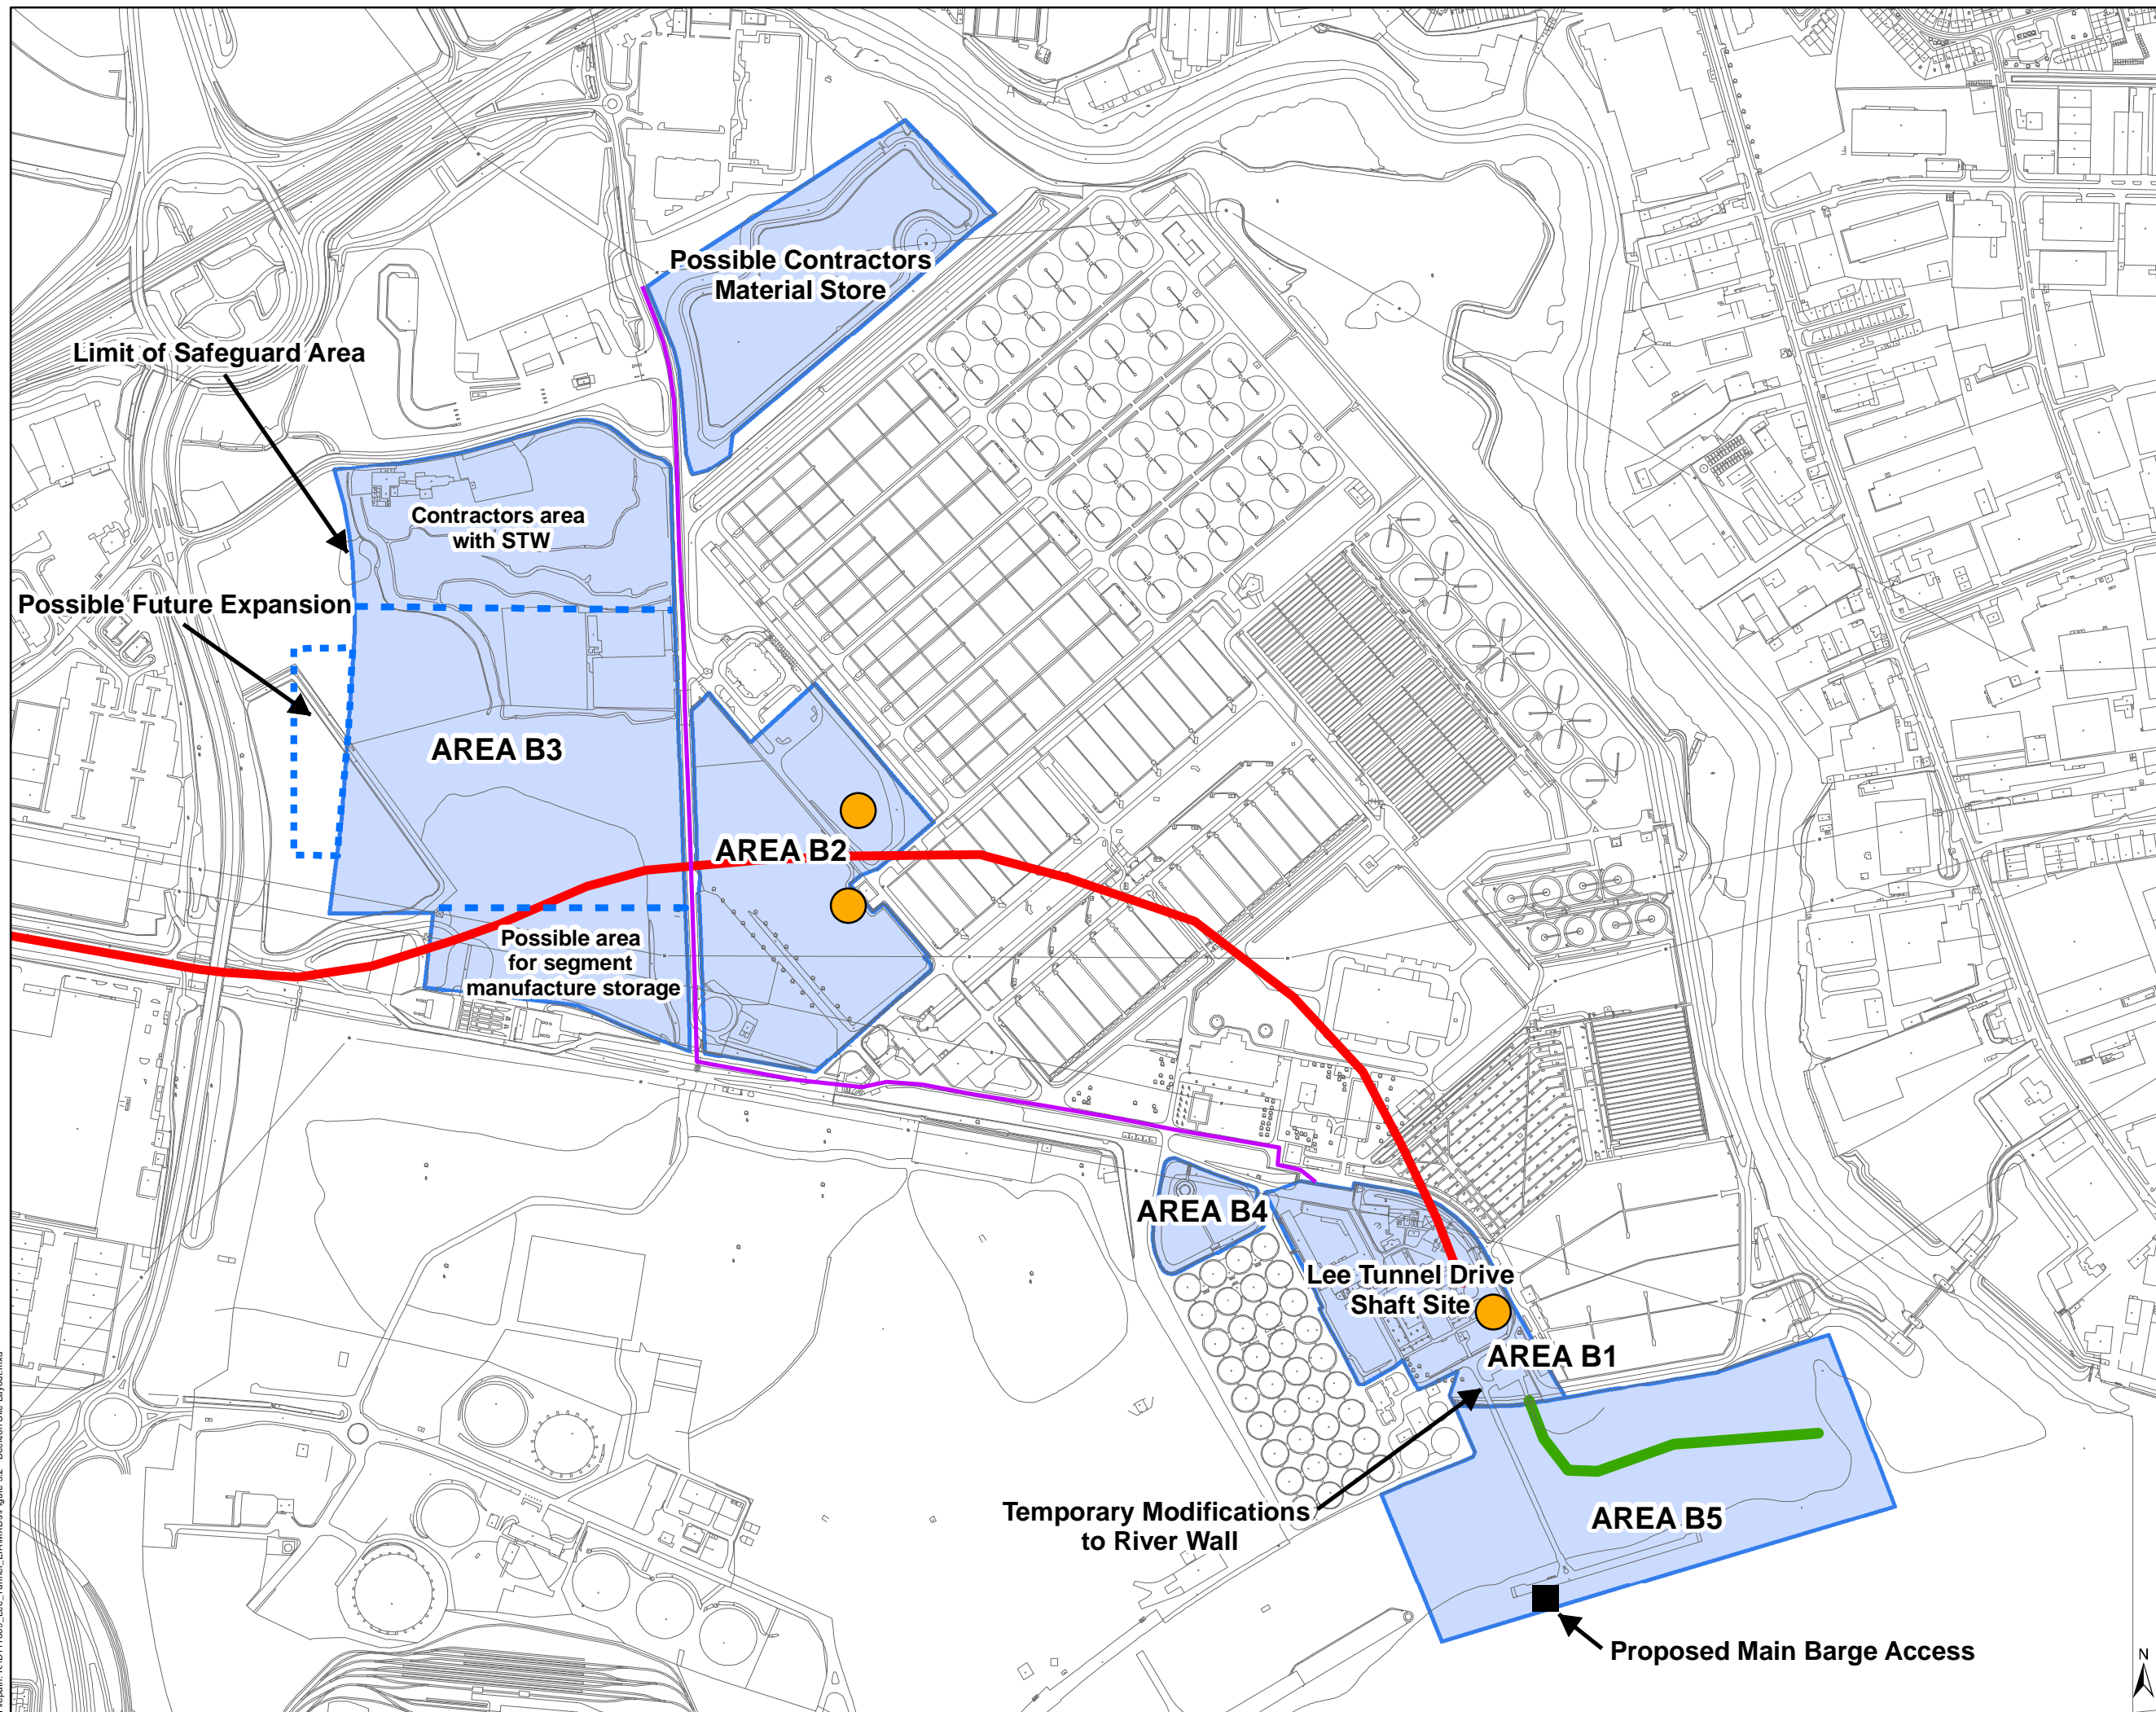 Possible Contractors
Material Store
Limit of Safeguard Area
Contractors area
with STW
Possible Future Expansion
AREA B3
AREA B2
Possible area
for segment
manufacture storage
AREA B4
Lee Tunnel Drive
Shaft Site
AREA B1
Temporary Modifications
to River Wall
AREA B5
Proposed Main Barge Access
N